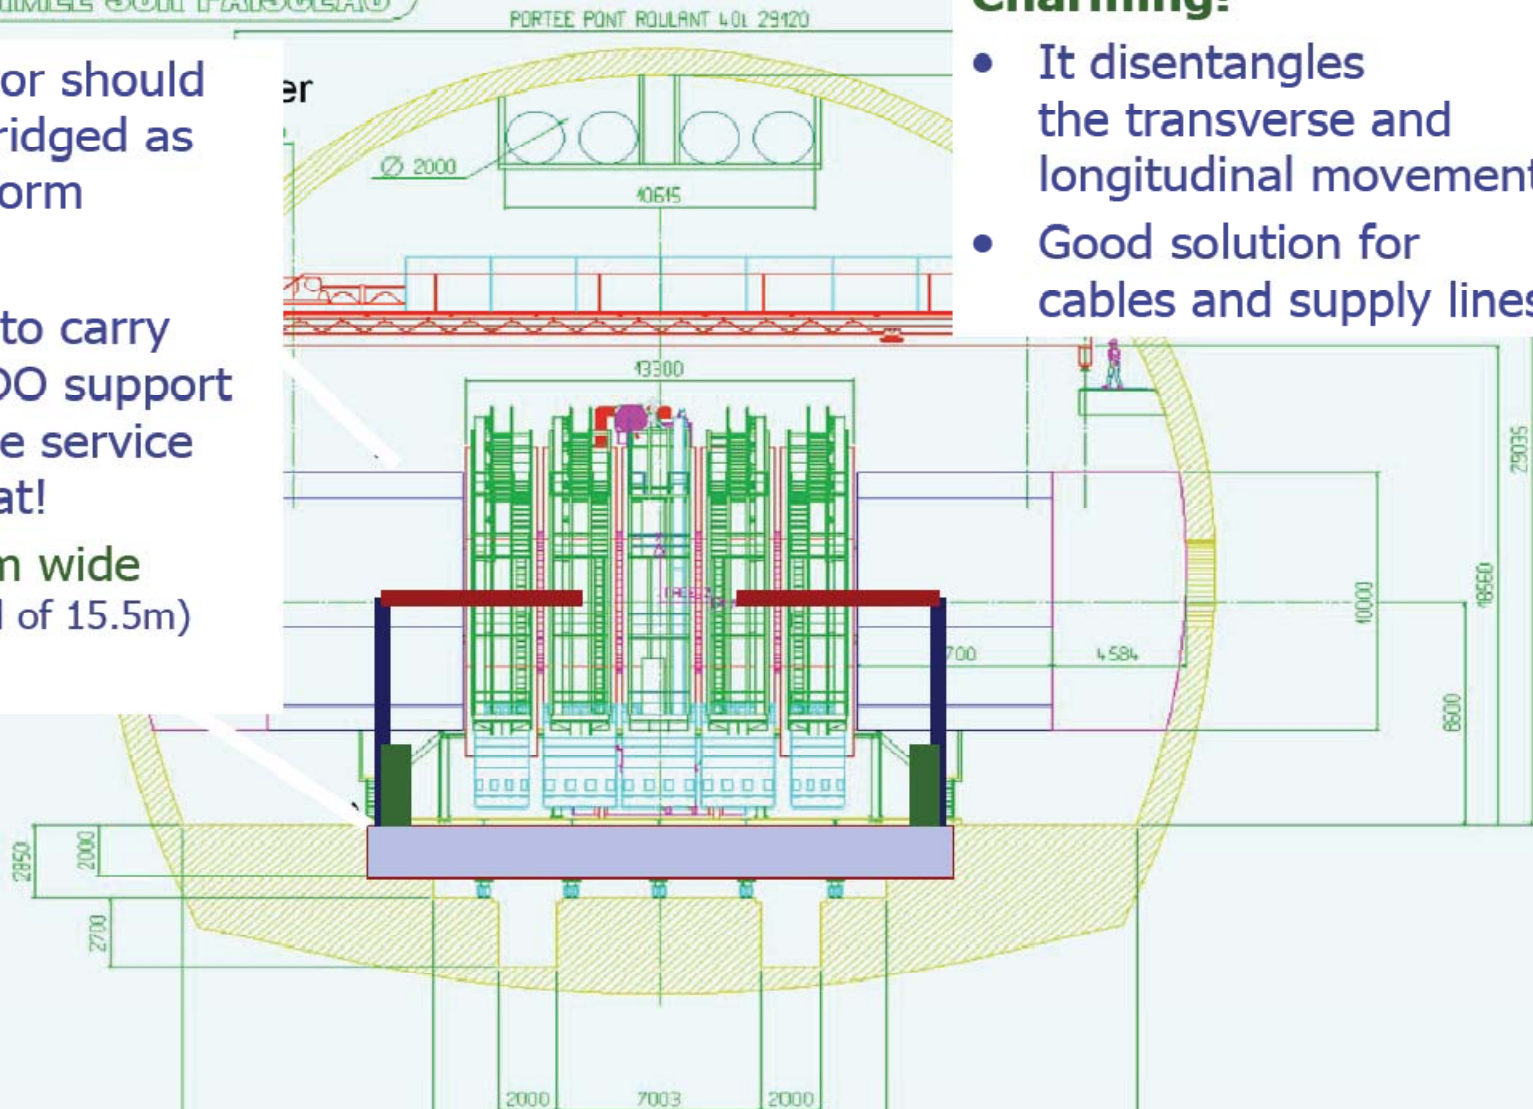 PORTEE PONT ROULANT 40t 29120
or should
ridged as
orm
to carry
DO support
e service
at!
m wide
l of 15.5m)
er
Charming!
• It disentangles
the transverse and
longitudinal movement
• Good solution for
cables and supply lines
Ø 2000
10615
13300
29035
18560
10000
8600
700
4584
2850
2000
2700
2000
7003
2000